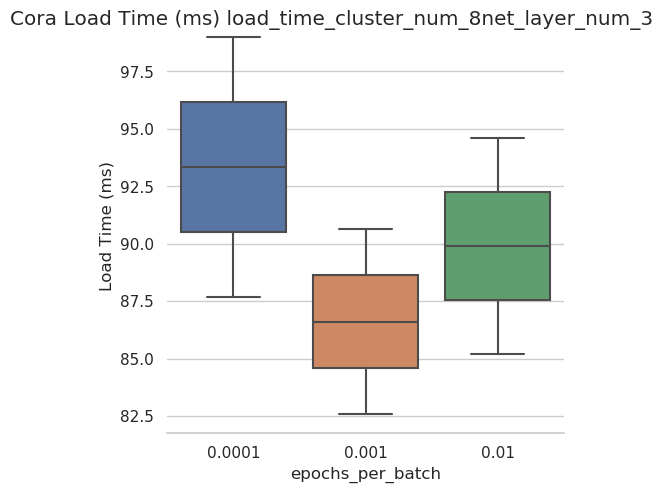 Cora Load Time (ms) load_time_cluster_num_8net_layer_num_3
97.5
95.0
92.5
90.0
87.5
85.0
82.5
Load Time (ms)
0.0001 0.001 0.01
epochs_per_batch